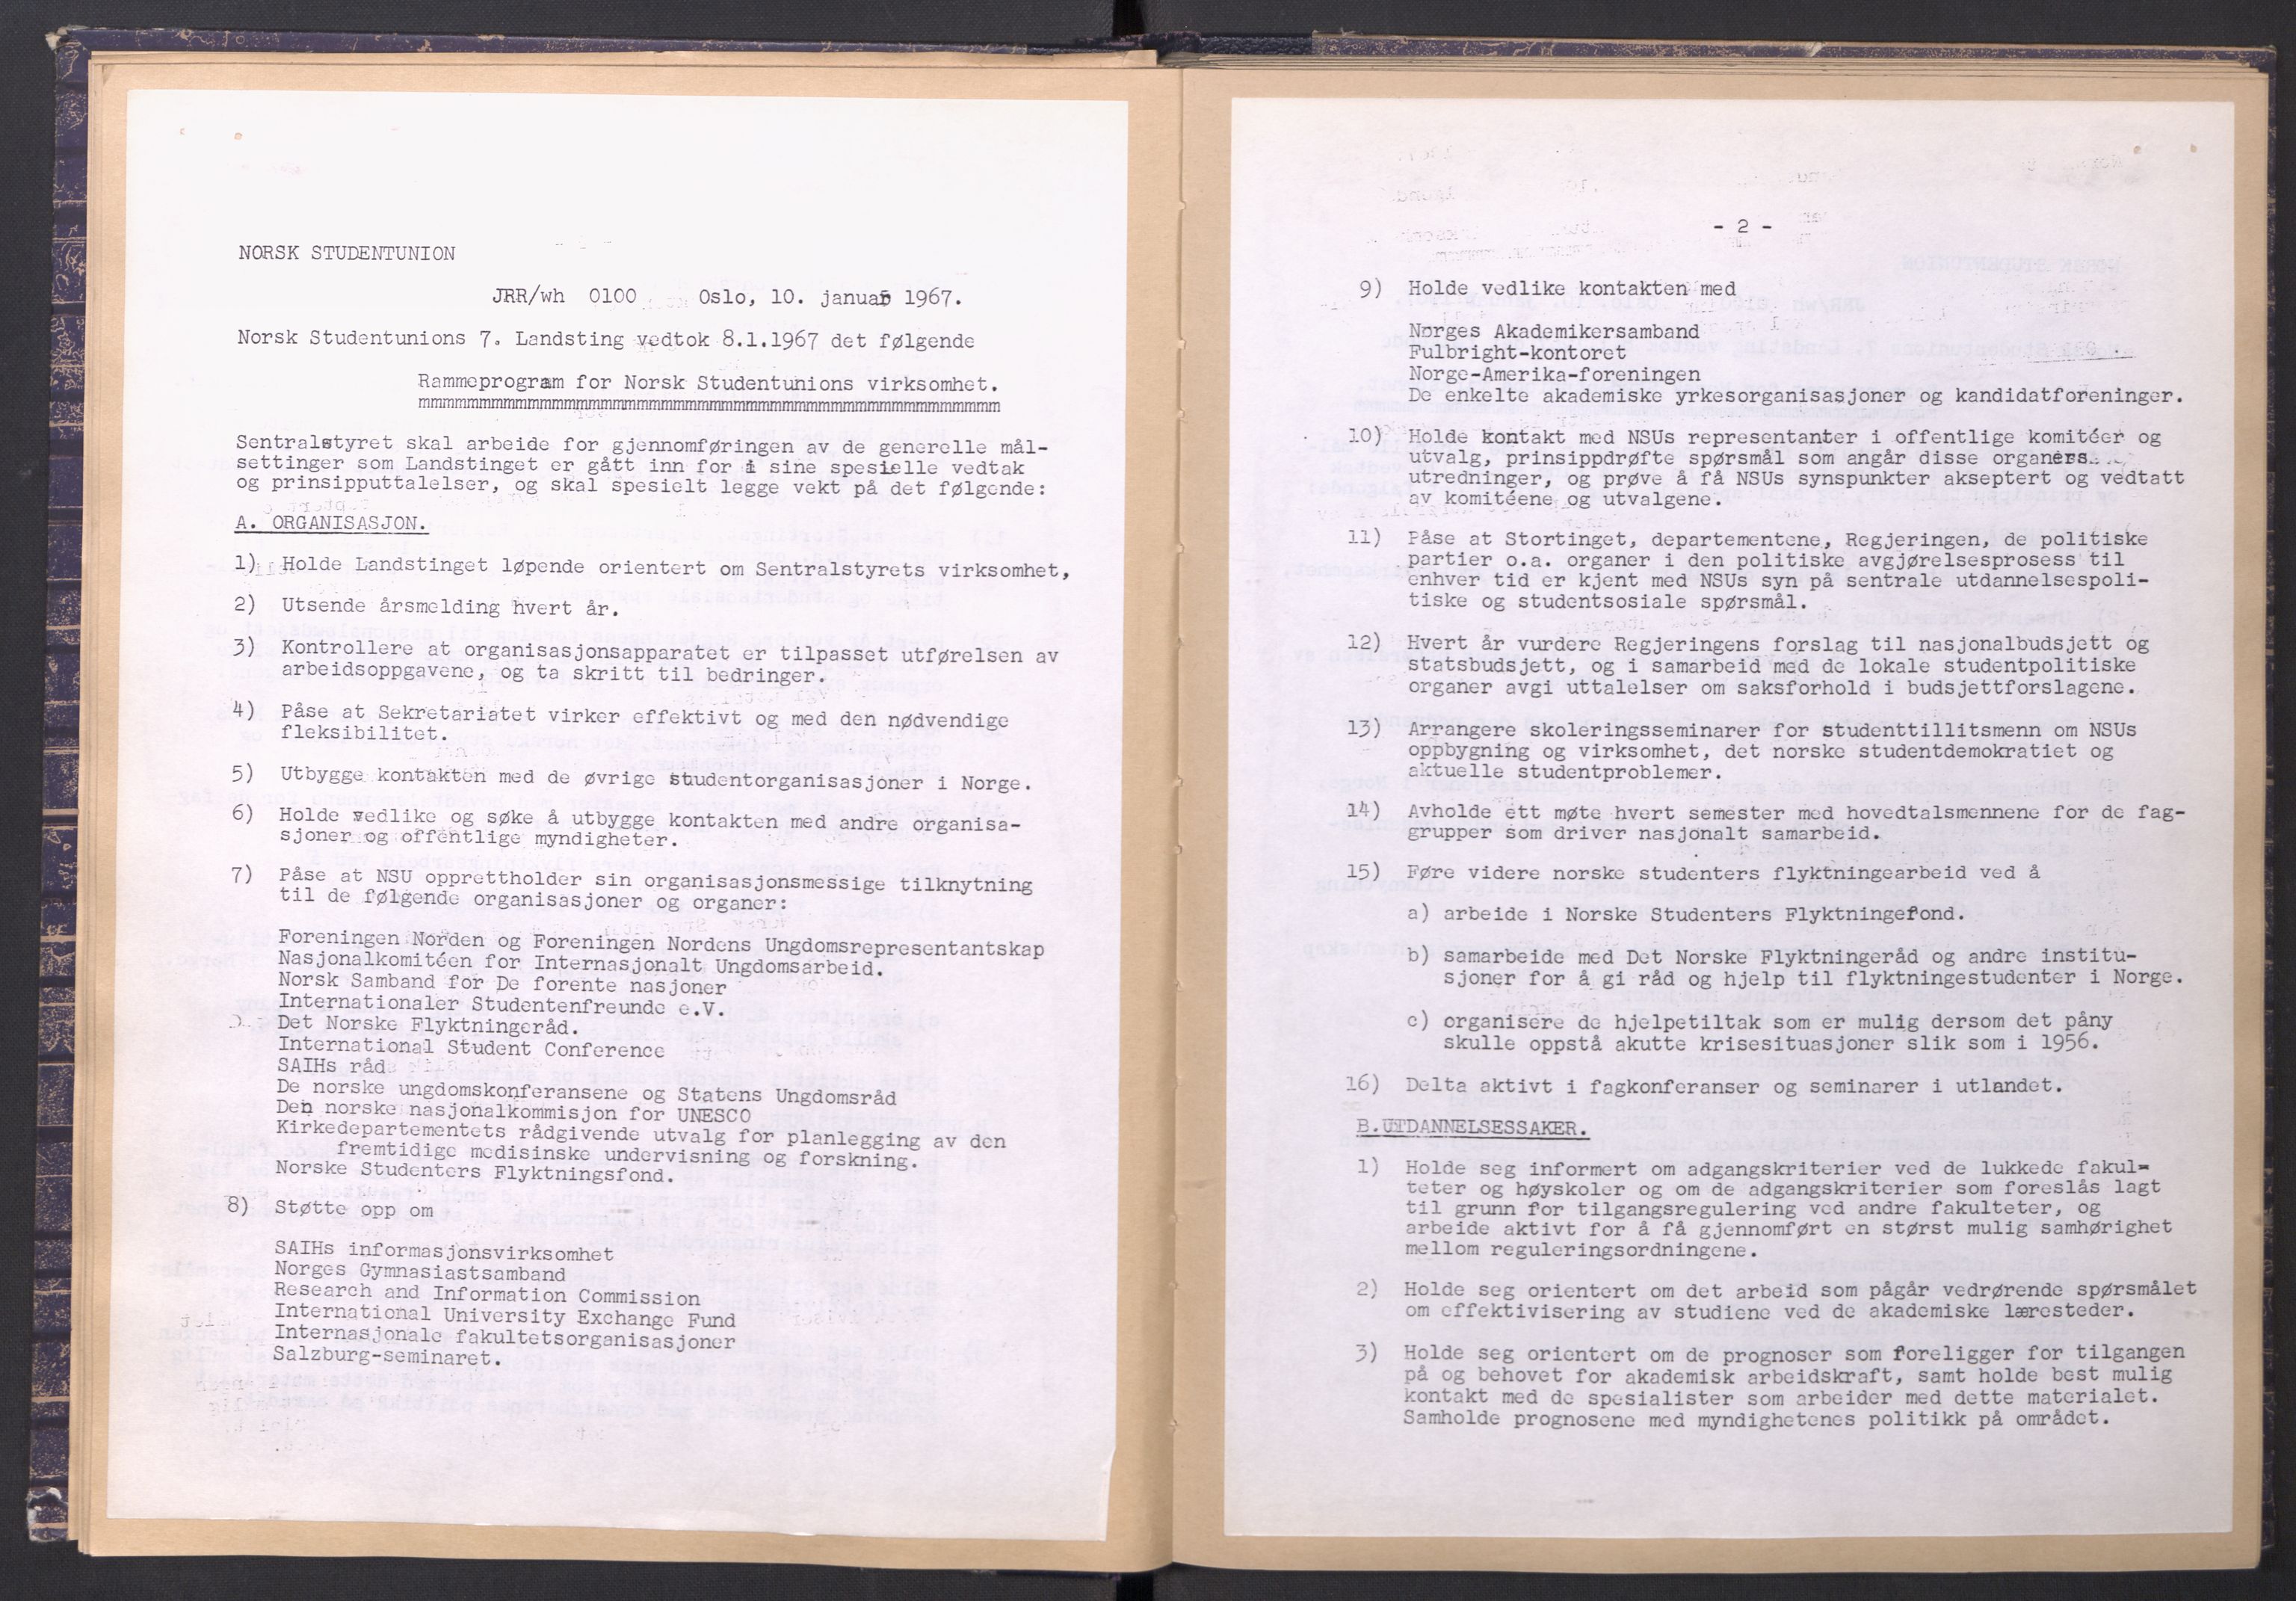 NORSK STUDENTUNION
JRR/wh 0100 Oslo, 10. januar 1967.
Norsk Studentunions 7. Landsting vedtok 8.1.1967 det følgende
Rammeprogram for Norsk Studentunions virksomhet.
mmmmmmmmmmmmmmmmmmmmmmmmmmmmmmmmmmmmmmmmmmmmmmmm
Sentralstyret skal arbeide for gjennomføringen av de generelle mål-
settinger som Landstinget er gått inn for i sine spesielle vedtak
og prinsipputtalelser, og skal spesielt legge vekt på det følgende:
A. ORGANISASJON.
1) Holde Landstinget løpende orientert om Sentralstyrets virksomhet,
2) Utsende årsmelding hvert år.
3) Kontrollere at organisasjonsapparatet er tilpasset utførelsen av
arbeidsoppgavene, og ta skritt til bedringer.
4) Påse at Sekretariatet virker effektivt og med den nødvendige
fleksibilitet.
5) Utbygge kontakten med de øvrige studentorganisasjoner i Norge.
6) Holde vedlike og søke å utbygge kontakten med andre organisa-
sjoner og offentlige myndigheter.
7) Påse at NSU opprettholder sin organisasjonsmessige tilknytning
til de følgende organisasjoner og organer:
Foreningen Norden og Foreningen Nordens Ungdomsrepresentantskap
Nasjonalkomitéen for Internasjonalt Ungdomsarbeid.
Norsk Samband for De forente nasjoner
Internationaler Studentenfreunde e.V.
Det Norske Flyktningeråd.
International Student Conference
SAIHs råd
De norske ungdomskonferansene og Statens Ungdomsråd
Den norske nasjonalkommisjon for UNESCO
Kirkedepartementets rådgivende utvalg for planlegging av den
fremtidige medisinske undervisning og forskning.
Norske Studenters Flyktningsfond.
8) Støtte opp om
SAIHs informasjonsvirksomhet
Norges Gymnasiastsamband
Research and Information Commission
International University Exchange Fund
Internasjonale fakultetsorganisasjoner
Salzburg-seminaret.
- 2 -
9) Holde vedlike kontakten med
Norges Akademikersamband
Fulbright-kontoret
Norge-Amerika-foreningen
De enkelte akademiske yrkesorganisasjoner og kandidatforeninger.
10) Holde kontakt med NSUs representanter i offentlige komitéer og
utvalg, prinsippdrøfte spørsmål som angår disse organers
utredninger, og prøve å få NSUs synspunkter akseptert og vedtatt
av komitéene og utvalgene.
11) Påse at Stortinget, departementene, Regjeringen, de politiske
partier o.a. organer i den politiske avgjørelsesprosess til
enhver tid er kjent med NSUs syn på sentrale utdannelsespoli-
tiske og studentsosiale spørsmål.
12) Hvert år vurdere Regjeringens forslag til nasjonalbudsjett og
statsbudsjett, og i samarbeid med de lokale studentpolitiske
organer avgi uttalelser om saksforhold i budsjettforslagene.
13) Arrangere skoleringsseminarer for studenttillitsmenn om NSUs
oppbygning og virksomhet, det norske studentdemokratiet og
aktuelle studentproblemer.
14) Avholde ett møte hvert semester med hovedtalsmennene for de fag-
grupper som driver nasjonalt samarbeid.
15) Føre videre norske studenters flyktningearbeid ved å
a) arbeide i Norske Studenters Flyktningefond.
b) samarbeide med Det Norske Flyktningeråd og andre institu-
sjoner for å gi råd og hjelp til flyktningestudenter i Norge.
c) organisere de hjelpetiltak som er mulig dersom det påny
skulle oppstå akutte krisesituasjoner slik som i 1956.
16) Delta aktivt i fagkonferanser og seminarer i utlandet.
B.UTDANNELSESSAKER.
1) Holde seg informert om adgangskriterier ved de lukkede fakul-
teter og høyskoler og om de adgangskriterier som foreslås lagt
til grunn for tilgangsregulering ved andre fakulteter, og
arbeide aktivt for å få gjennomført en størst mulig samhørighet
mellom reguleringsordningene.
2) Holde seg orientert om det arbeid som pågår vedrørende spørsmålet
om effektivisering av studiene ved de akademiske læresteder.
3) Holde seg orientert om de prognoser som foreligger for tilgangen
på og behovet for akademisk arbeidskraft, samt holde best mulig
kontakt med de spesialister som arbeider med dette materialet.
Samholde prognosene med myndighetenes politikk på området.